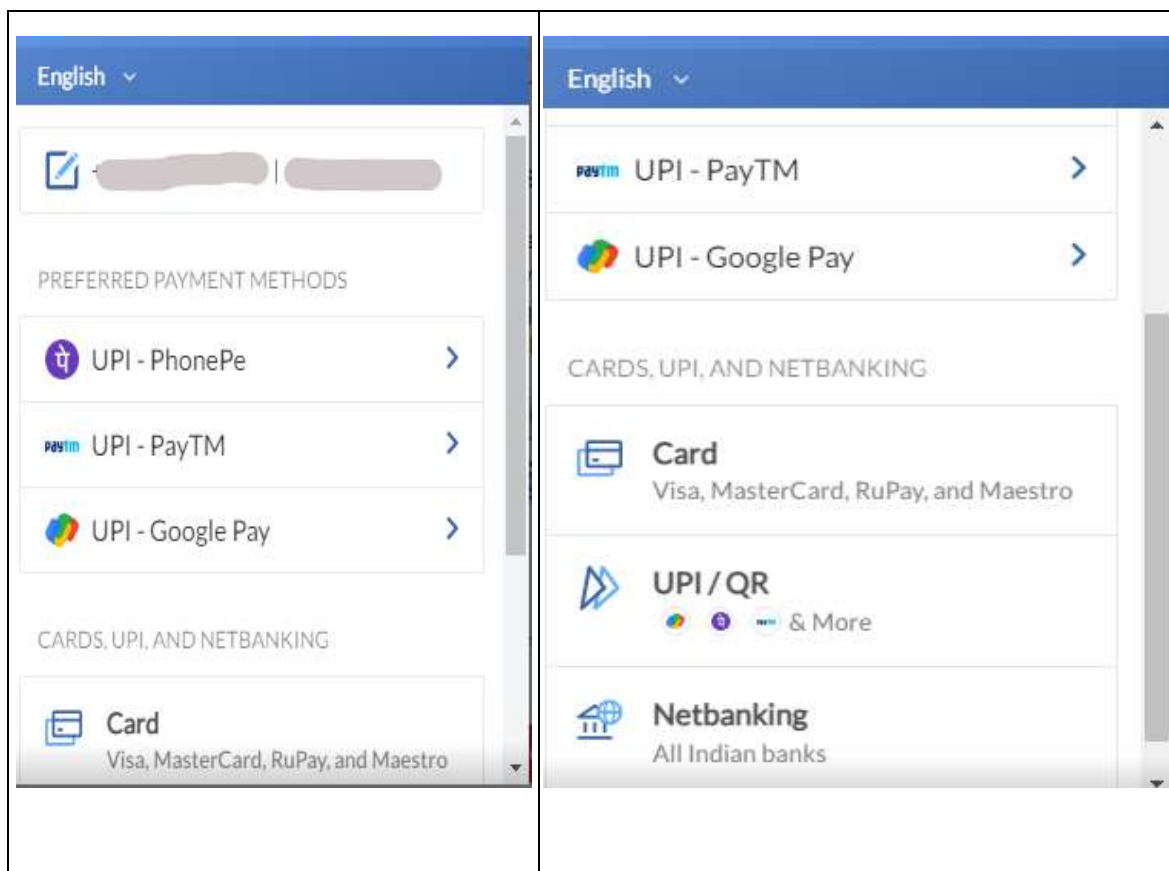 English
|
PREFERRED PAYMENT METHODS
पे UPI - PhonePe
paytm UPI - PayTM
UPI - Google Pay
CARDS, UPI, AND NETBANKING
Card
Visa, MasterCard, RuPay, and Maestro
English
paytm UPI - PayTM
UPI - Google Pay
CARDS, UPI, AND NETBANKING
Card
Visa, MasterCard, RuPay, and Maestro
UPI / QR
पे paytm & More
Netbanking
All Indian banks